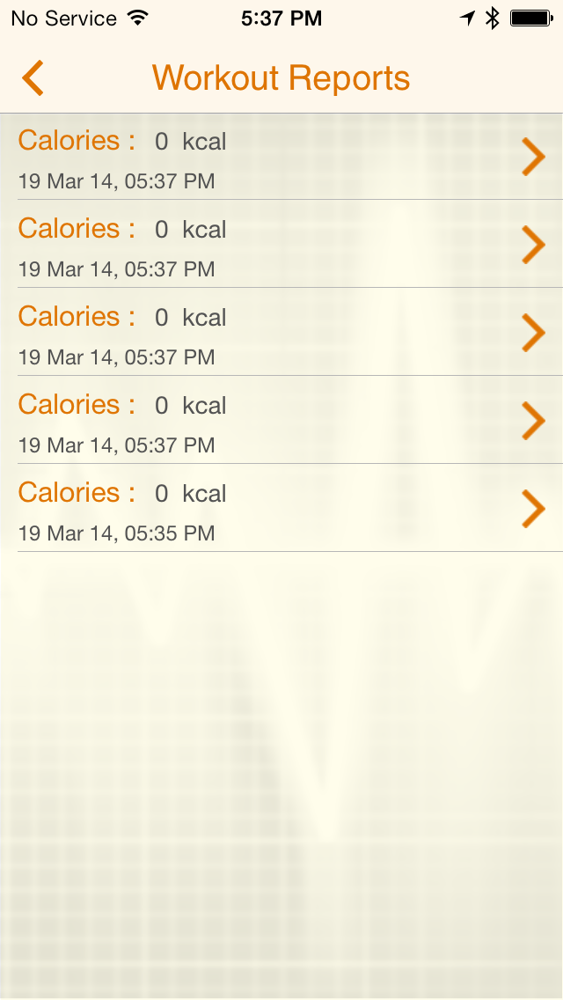 No Service 5:37 PM
Workout Reports
Calories : 0 kcal
19 Mar 14, 05:37 PM
Calories : 0 kcal
19 Mar 14, 05:37 PM
Calories : 0 kcal
19 Mar 14, 05:37 PM
Calories : 0 kcal
19 Mar 14, 05:37 PM
Calories : 0 kcal
19 Mar 14, 05:35 PM